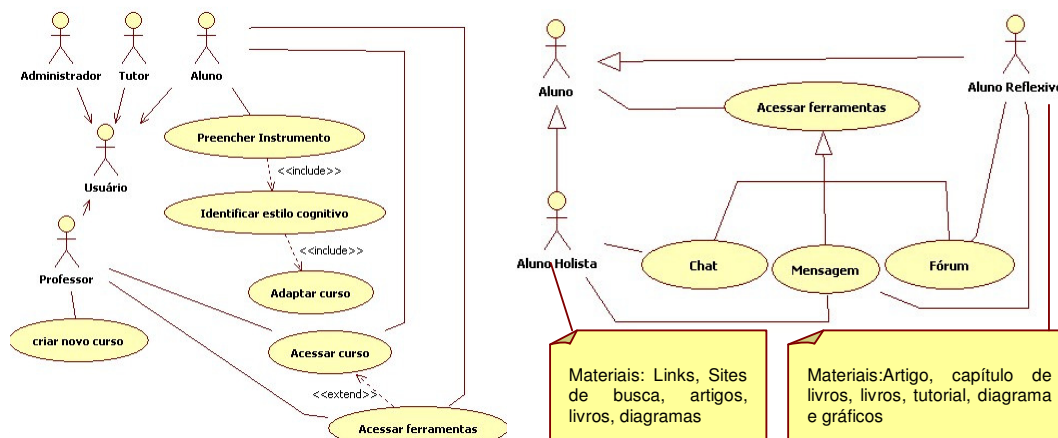 Administrador
Tutor
Aluno
Preencher Instrumento
<<include>>
Usuário
Identificar estilo cognitivo
<<include>>
Professor
Adaptar curso
criar novo curso
Acessar curso
<<extend>>
Acessar ferramentas
Aluno
Aluno Reflexivo
Acessar ferramentas
Aluno Holista
Chat
Mensagem
Fórum
Materiais: Links, Sites
de busca, artigos,
livros, diagramas
Materiais:Artigo, capítulo de
livros, livros, tutorial, diagrama
e gráficos